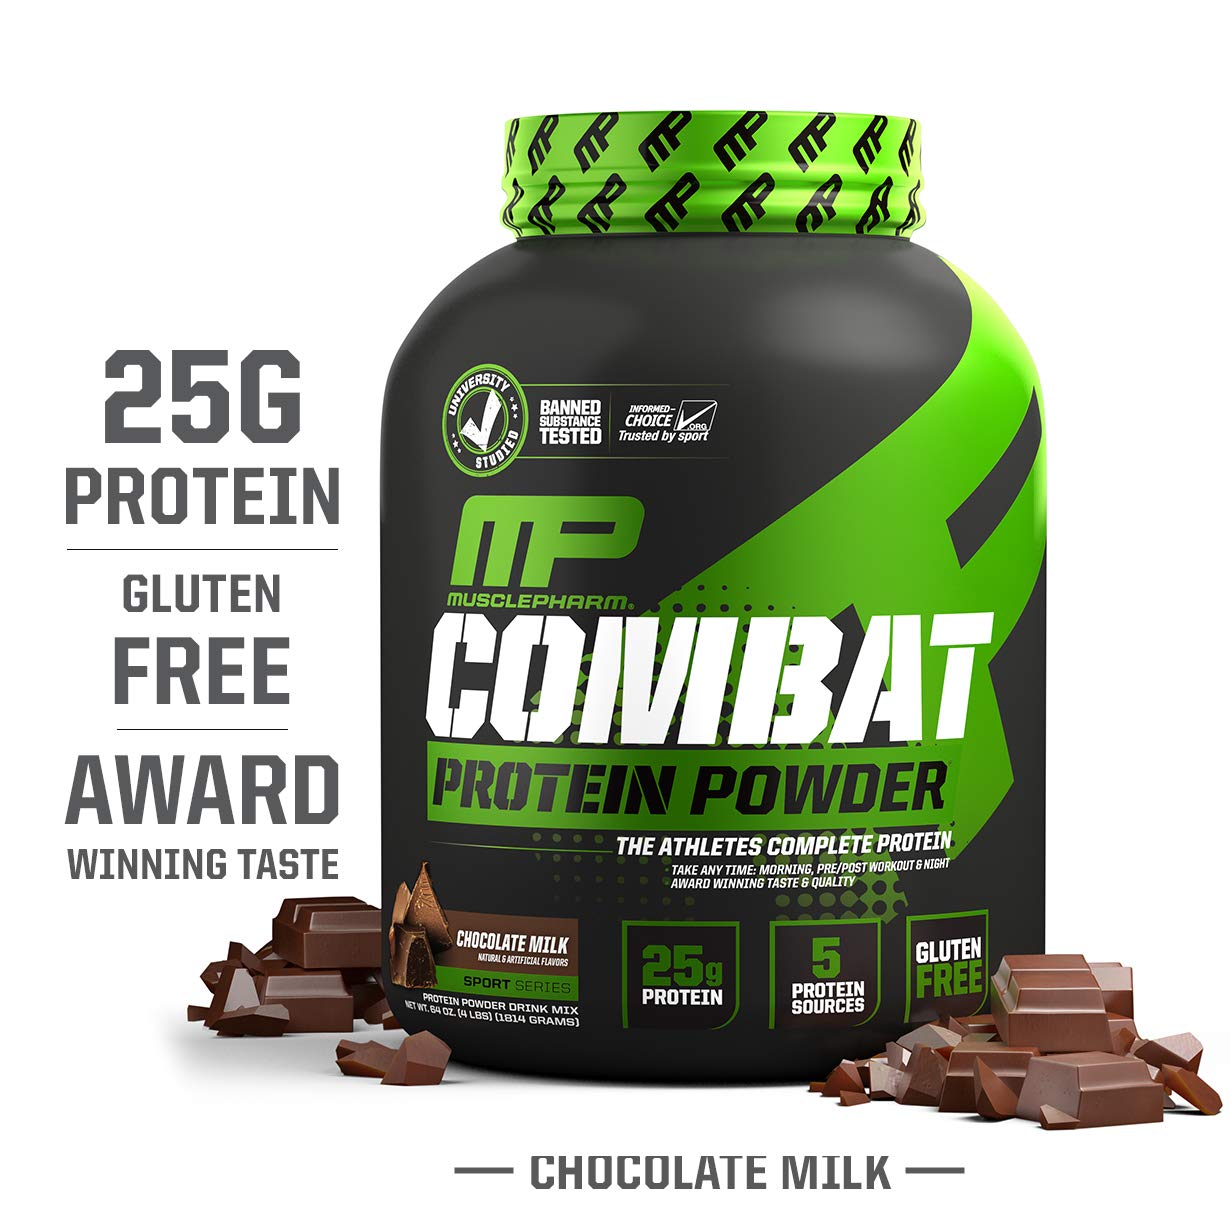 25G
PROTEIN
GLUTEN
FREE
AWARD
WINNING TASTE
UNIVERSITY
STUDIED
BANNED
SUBSTANCE
TESTED
INFORMED-
CHOICE
.ORG
Trusted by sport
MP
MUSCLEPHARM®
COMBAT
PROTEIN POWDER
THE ATHLETES COMPLETE PROTEIN
TAKE ANY TIME: MORNING, PRE/POST WORKOUT & NIGHT
AWARD WINNING TASTE & QUALITY
CHOCOLATE MILK
NATURAL & ARTIFICIAL FLAVORS
SPORT SERIES
PROTEIN POWDER DRINK MIX
NET WT. 64 OZ. (4 LBS) (1814 GRAMS)
25g
PROTEIN
5
PROTEIN
SOURCES
GLUTEN
FREE
CHOCOLATE MILK